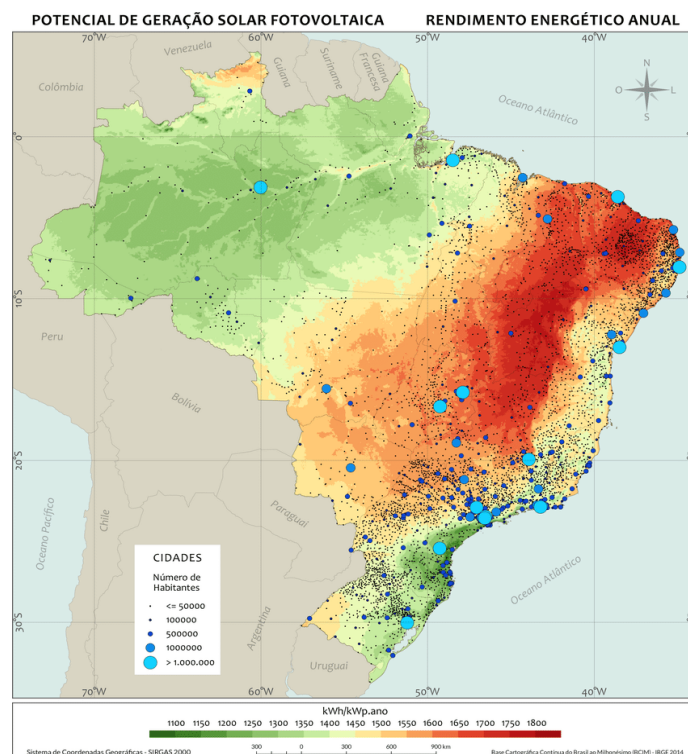 POTENCIAL DE GERAÇÃO SOLAR FOTOVOLTAICA RENDIMENTO ENERGÉTICO ANUAL
70°W 60°W 50°W 40°W
Venezuela
Guiana
Suriname
Guiana
Francesa
Colômbia
Oceano Atlântico
N
O L
S
0°
10°S
Peru
Bolívia
20°S
Paraguai
Chile
Oceano Pacífico
Argentina
Oceano Atlântico
30°S
Uruguai
CIDADES
Número de
Habitantes
<= 50000
100000
500000
1000000
> 1.000.000
70°W 60°W 50°W 40°W
kWh/kWp.ano
1100 1150 1200 1250 1300 1350 1400 1450 1500 1550 1600 1650 1700 1750 1800
300 0 300 600 900 km
Sistema de Coordenadas Geográficas - SIRGAS 2000 Base Cartográfica Contínua do Brasil ao Milionésimo (BCIM) - IBGE 2014